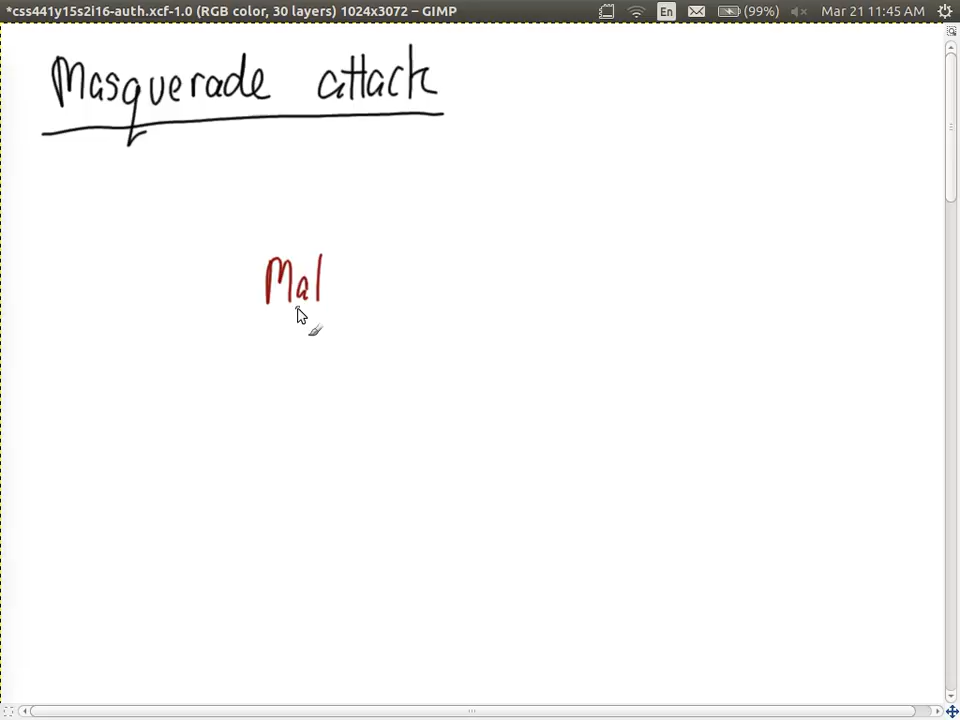 *css441y15s2i16-auth.xcf-1.0 (RGB color, 30 layers) 1024x3072 – GIMP En (99%) Mar 21 11:45 AM
Masquerade attack
Mal